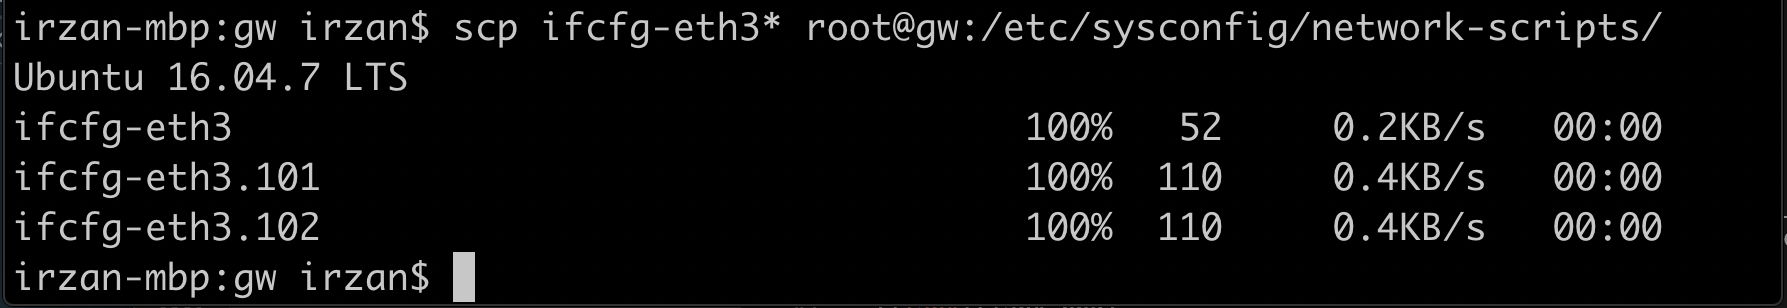 irzan-mbp:gw irzan$ scp ifcfg-eth3* root@gw:/etc/sysconfig/network-scripts/
Ubuntu 16.04.7 LTS
ifcfg-eth3 100% 52 0.2KB/s 00:00
ifcfg-eth3.101 100% 110 0.4KB/s 00:00
ifcfg-eth3.102 100% 110 0.4KB/s 00:00
irzan-mbp:gw irzan$